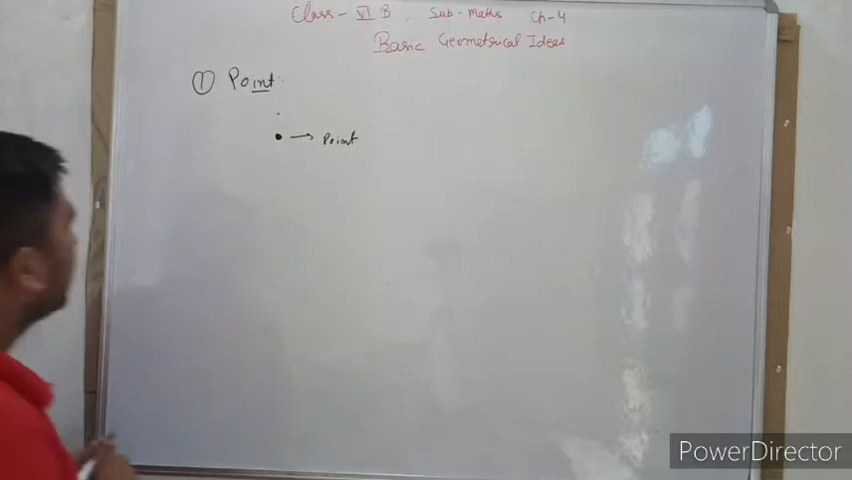 Class - VI B . Sub - Maths Ch - 4
Basic Geometrical Ideas
① Point.
→ Point
PowerDirector